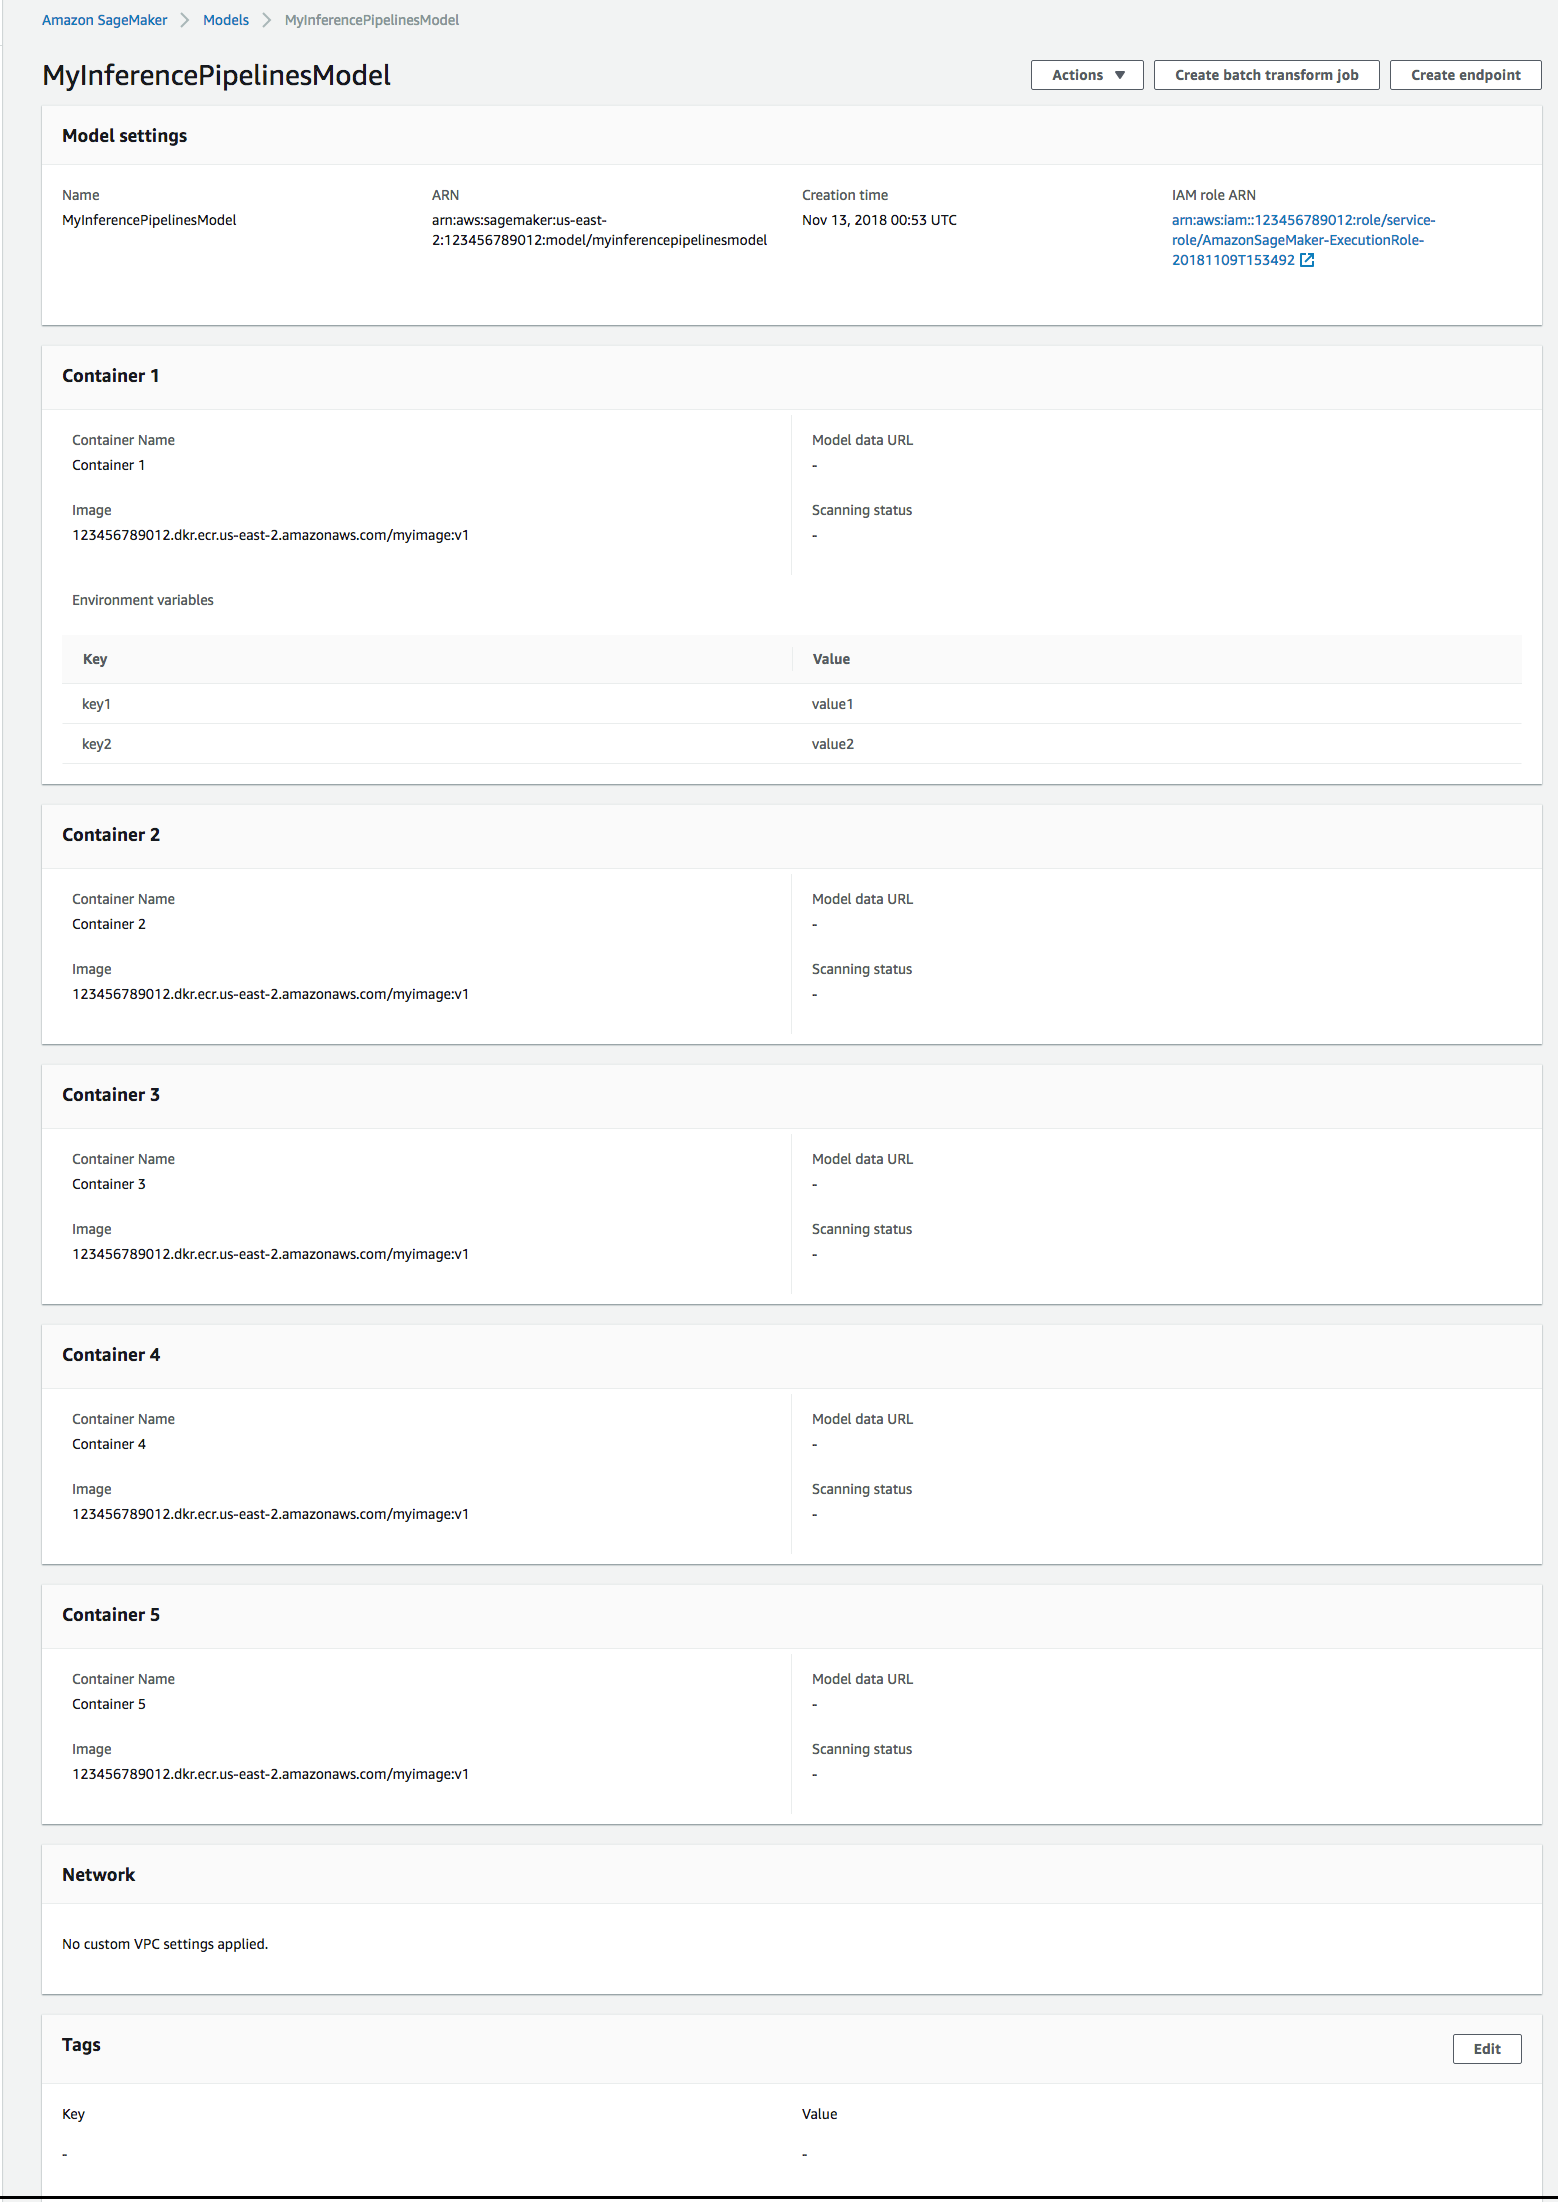 Amazon SageMaker > Models > MyInferencePipelinesModel
MyInferencePipelinesModel
Actions ▼ Create batch transform job Create endpoint
Model settings
Name
MyInferencePipelinesModel
ARN
arn:aws:sagemaker:us-east-
2:123456789012:model/myinferencepipelinesmodel
Creation time
Nov 13, 2018 00:53 UTC
IAM role ARN
arn:aws:iam::123456789012:role/service-
role/AmazonSageMaker-ExecutionRole-
20181109T153492
Container 1
Container Name
Container 1
Image
123456789012.dkr.ecr.us-east-2.amazonaws.com/myimage:v1
Model data URL
-
Scanning status
-
Environment variables
Key Value
key1 value1
key2 value2
Container 2
Container Name
Container 2
Image
123456789012.dkr.ecr.us-east-2.amazonaws.com/myimage:v1
Model data URL
-
Scanning status
-
Container 3
Container Name
Container 3
Image
123456789012.dkr.ecr.us-east-2.amazonaws.com/myimage:v1
Model data URL
-
Scanning status
-
Container 4
Container Name
Container 4
Image
123456789012.dkr.ecr.us-east-2.amazonaws.com/myimage:v1
Model data URL
-
Scanning status
-
Container 5
Container Name
Container 5
Image
123456789012.dkr.ecr.us-east-2.amazonaws.com/myimage:v1
Model data URL
-
Scanning status
-
Network
No custom VPC settings applied.
Tags
Edit
Key Value
- -